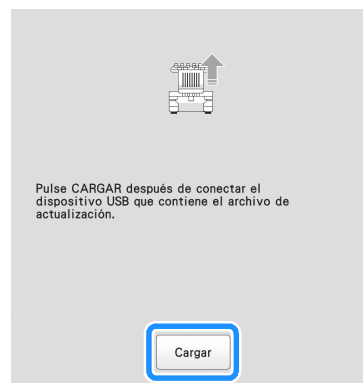 Pulse CARGAR después de conectar el
dispositivo USB que contiene el archivo de
actualización.
Cargar